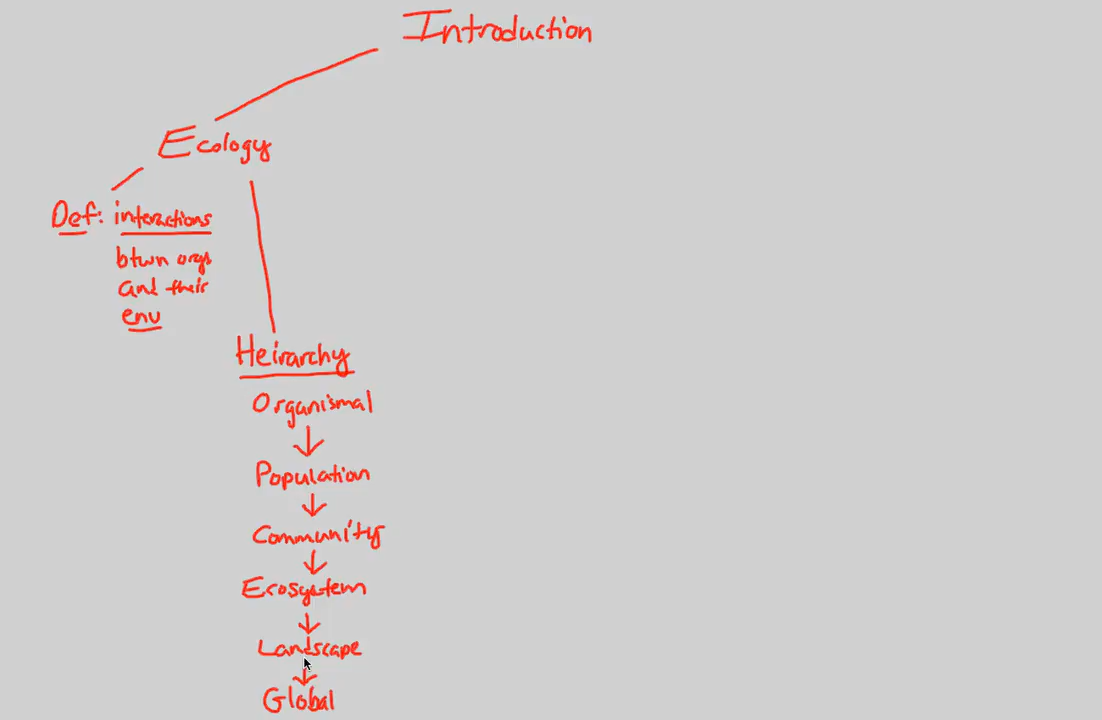 Introduction
Ecology
Def: interactions
btwn orgs
and their
env
Heirarchy
Organismal
Population
Community
Ecosystem
Landscape
Global